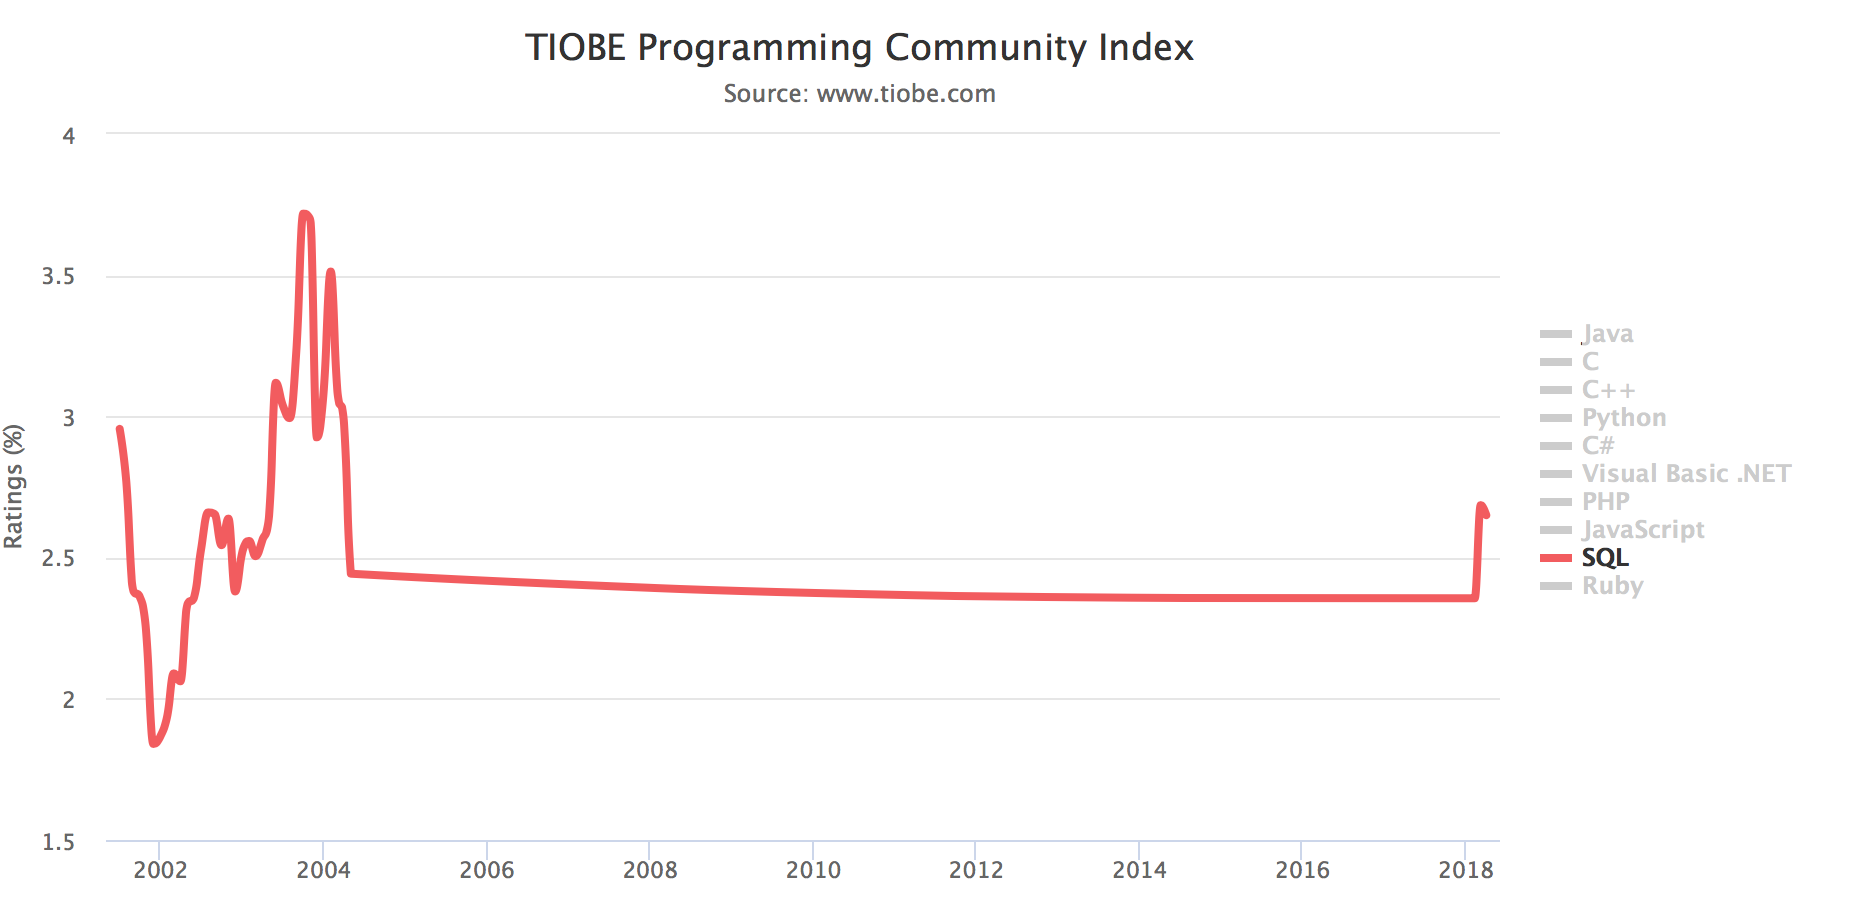 TIOBE Programming Community Index
Source: www.tiobe.com
4
3.5
3
2.5
2
1.5
Ratings (%)
2002
2004
2006
2008
2010
2012
2014
2016
2018
Java
C
C++
Python
C#
Visual Basic .NET
PHP
JavaScript
SQL
Ruby